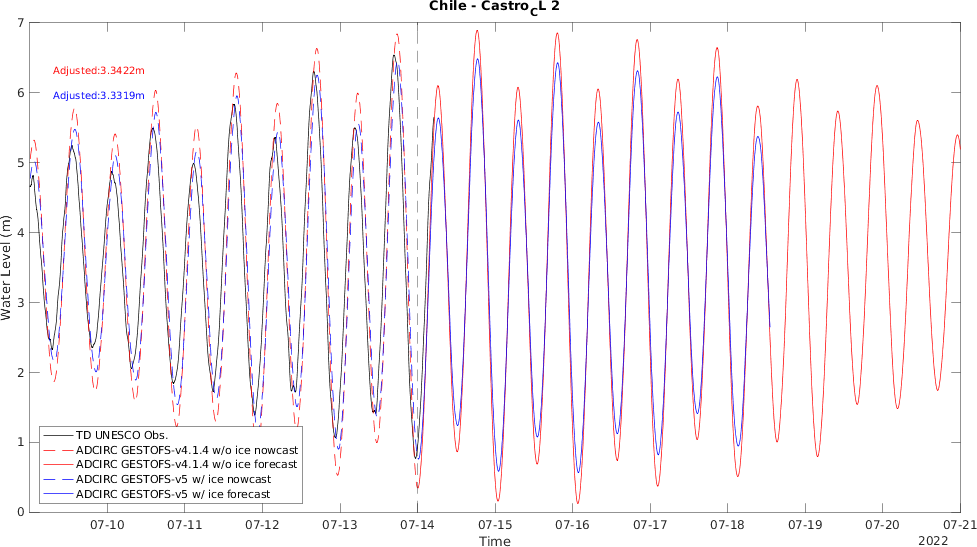 Chile - Castro_CL 2
7
6
5
4
3
2
1
0
Water Level (m)
Adjusted:3.3422m
Adjusted:3.3319m
TD UNESCO Obs.
ADCIRC GESTOFS-v4.1.4 w/o ice nowcast
ADCIRC GESTOFS-v4.1.4 w/o ice forecast
ADCIRC GESTOFS-v5 w/ ice nowcast
ADCIRC GESTOFS-v5 w/ ice forecast
07-10 07-11 07-12 07-13 07-14 07-15 07-16 07-17 07-18 07-19 07-20 07-21
Time
2022